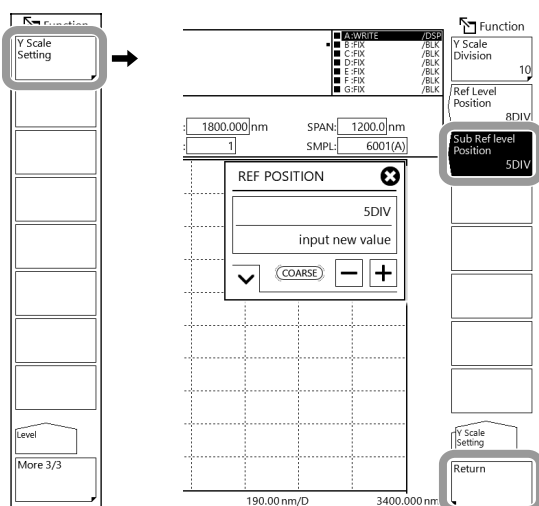 Function
Y Scale
Setting
Level
More 3/3
A:WRITE /DSP
B:FIX /BLK
C:FIX /BLK
D:FIX /BLK
E:FIX /BLK
F:FIX /BLK
G:FIX /BLK
: 1800.000 nm SPAN: 1200.0 nm
: 1 SMPL: 6001(A)
REF POSITION
5DIV
input new value
COARSE
190.00 nm/D 3400.000 nm
Function
Y Scale
Division
10
Ref Level
Position
8DIV
Sub Ref level
Position
5DIV
Y Scale
Setting
Return